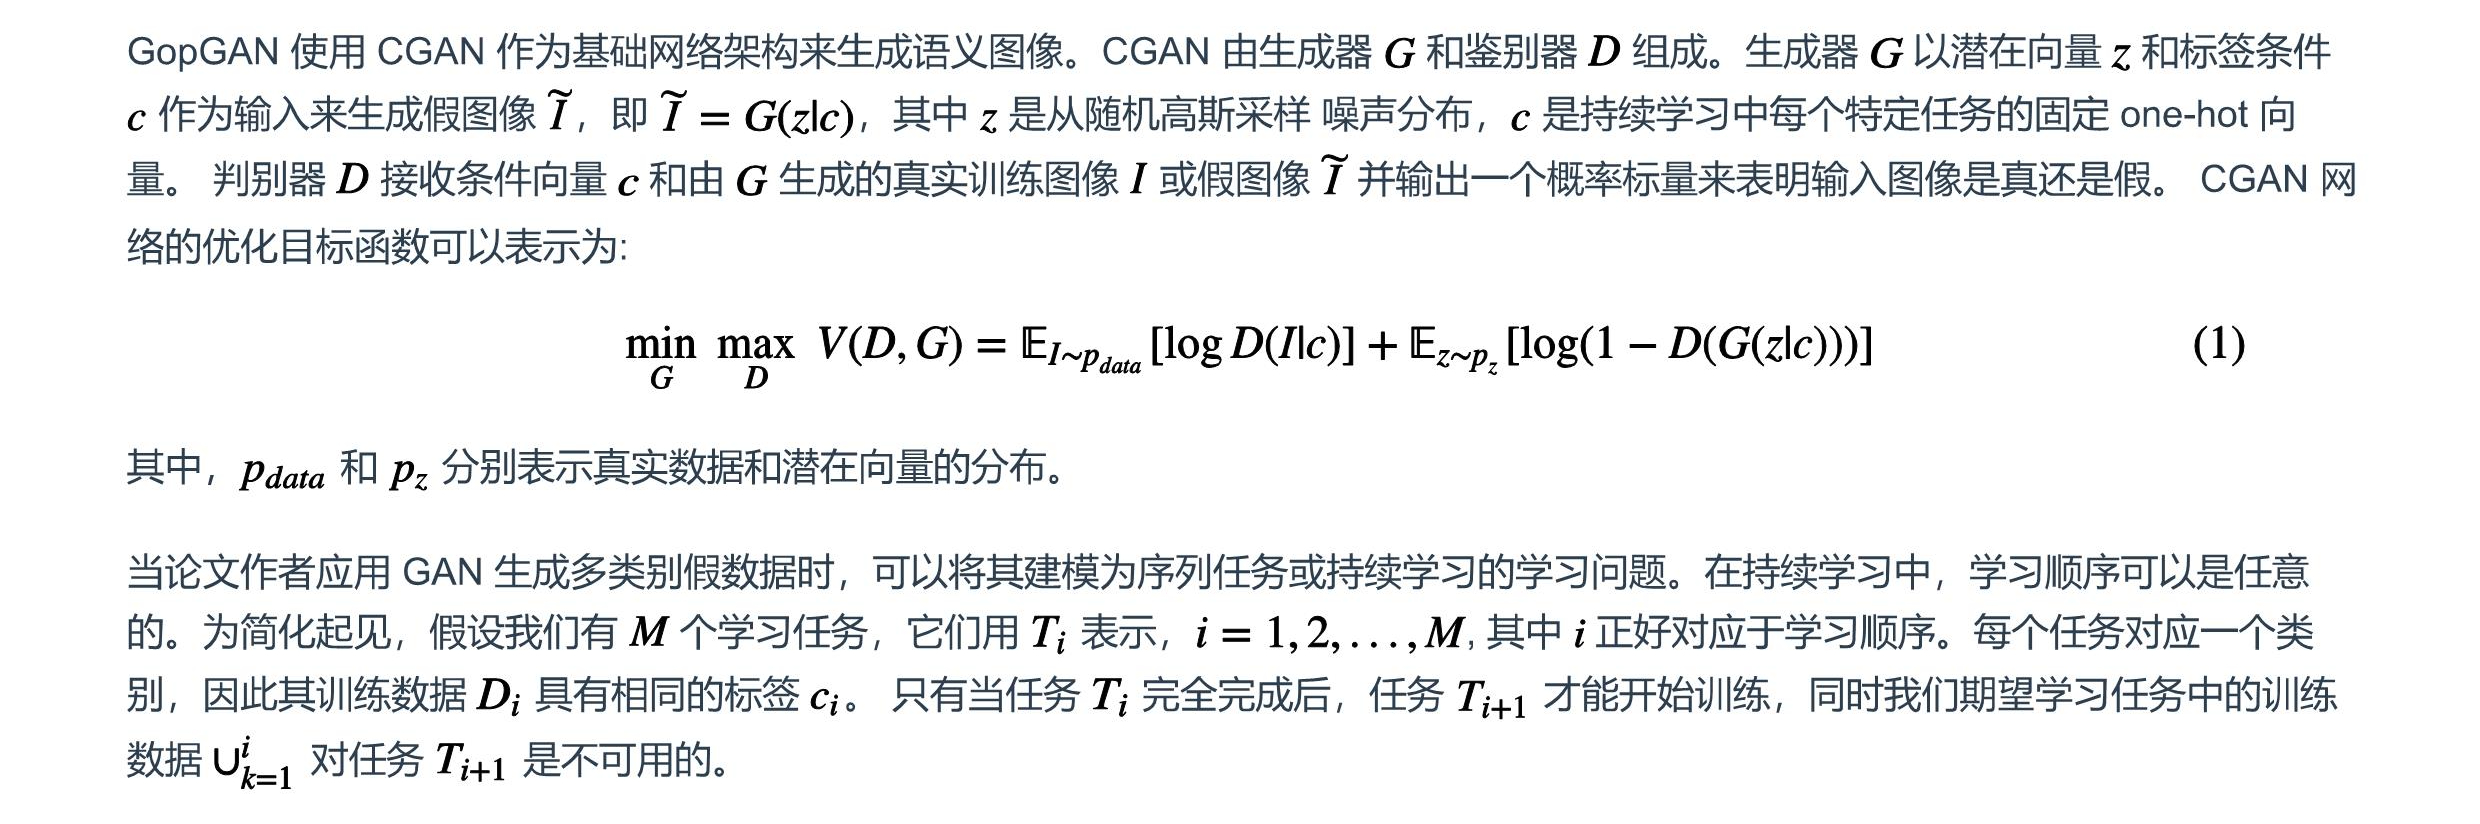 GopGAN 使用 CGAN 作为基础网络架构来生成语义图像。CGAN 由生成器 G 和鉴别器 D 组成。生成器 G 以潜在向量 z 和标签条件
c 作为输入来生成假图像 Ĩ，即 Ĩ = G(z|c)，其中 z 是从随机高斯采样 噪声分布，c 是持续学习中每个特定任务的固定 one-hot 向
量。 判别器 D 接收条件向量 c 和由 G 生成的真实训练图像 I 或假图像 Ĩ 并输出一个概率标量来表明输入图像是真还是假。 CGAN 网
络的优化目标函数可以表示为:
min_G max_D V(D, G) = 𝔼_{I∼p_{data}} [log D(I|c)] + 𝔼_{z∼p_z} [log(1 − D(G(z|c)))] (1)
其中，p_{data} 和 p_z 分别表示真实数据和潜在向量的分布。
当论文作者应用 GAN 生成多类别假数据时，可以将其建模为序列任务或持续学习的学习问题。在持续学习中，学习顺序可以是任意
的。为简化起见，假设我们有 M 个学习任务，它们用 T_i 表示，i = 1, 2, . . . , M, 其中 i 正好对应于学习顺序。每个任务对应一个类
别，因此其训练数据 D_i 具有相同的标签 c_i。 只有当任务 T_i 完全完成后，任务 T_{i+1} 才能开始训练，同时我们期望学习任务中的训练
数据 ∪_{k=1}^{i} 对任务 T_{i+1} 是不可用的。